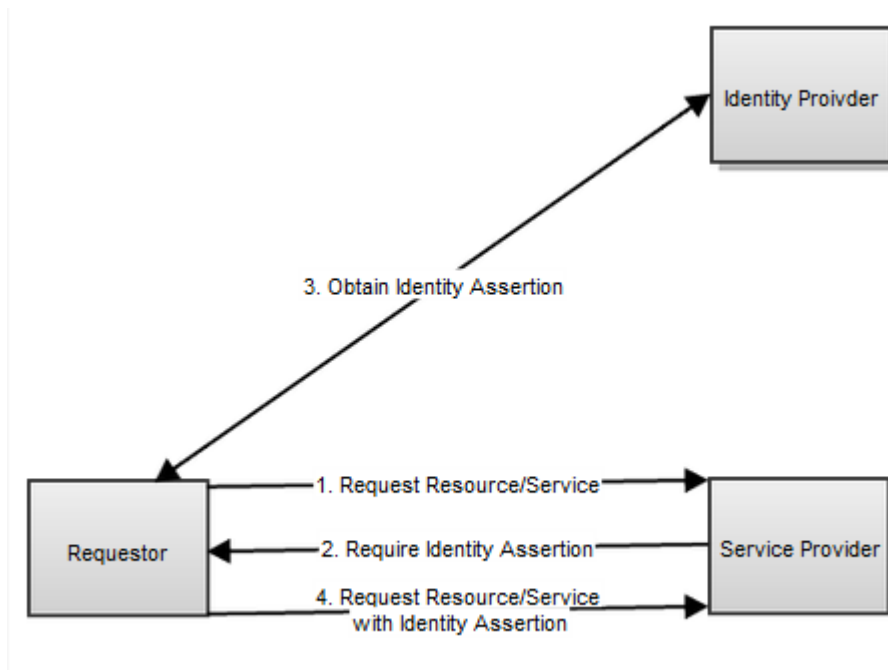 Identity Proivder
3. Obtain Identity Assertion
1. Request Resource/Service
Requestor
2. Require Identity Assertion
Service Provider
4. Request Resource/Service
with Identity Assertion